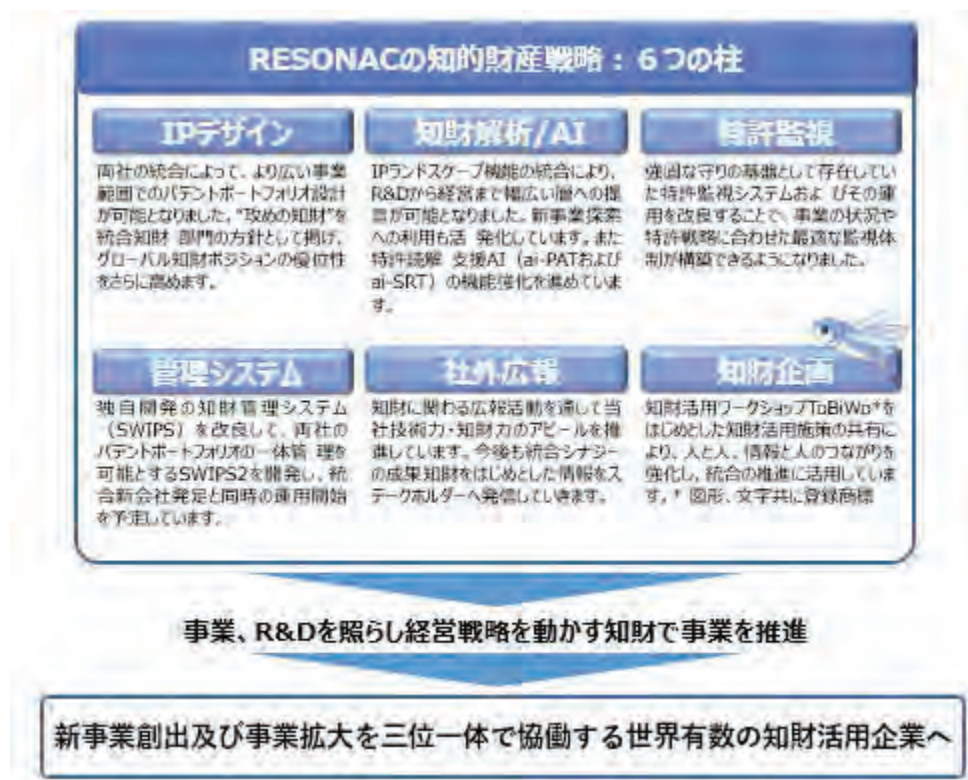 RESONACの知的財産戦略：６つの柱
IPデザイン
両社の統合によって、より広い事業
範囲でのパテントポートフォリオ設計
が可能となりました。“攻めの知財”を
統合知財 部門の方針として掲げ、
グローバル知財ポジションの優位性
をさらに高めます。
知財解析/AI
IPランドスケープ機能の統合により、
R&Dから経営まで幅広い層への提
言が可能となりました。新事業探索
への利用も活 発化しています。また
特許読解 支援AI（ai-PATおよび
ai-SRT）の機能強化を進めていま
す。
特許監視
強固な守りの基盤として存在してい
た特許監視システムおよ びその運
用を改良することで、事業の状況や
特許戦略に合わせた最適な監視体
制が構築できるようになりました。
管理システム
独自開発の知財管理システム
（SWIPS）を改良して、両社の
パテントポートフォリオの一体管 理を
可能とするSWIPS2を開発し、統
合新会社発足と同時の運用開始
を予定しています。
社外広報
知財に関わる広報活動を通して当
社技術力・知財力のアピールを推
進しています。今後も統合シナジー
の成果知財をはじめとした情報をス
テークホルダーへ発信していきます。
知財企画
知財活用ワークショップToBiWo*を
はじめとした知財活用施策の共有に
より、人と人、情報と人のつながりを
強化し、統合の推進に活用していま
す。* 図形、文字共に登録商標
事業、R&Dを照らし経営戦略を動かす知財で事業を推進
新事業創出及び事業拡大を三位一体で協働する世界有数の知財活用企業へ